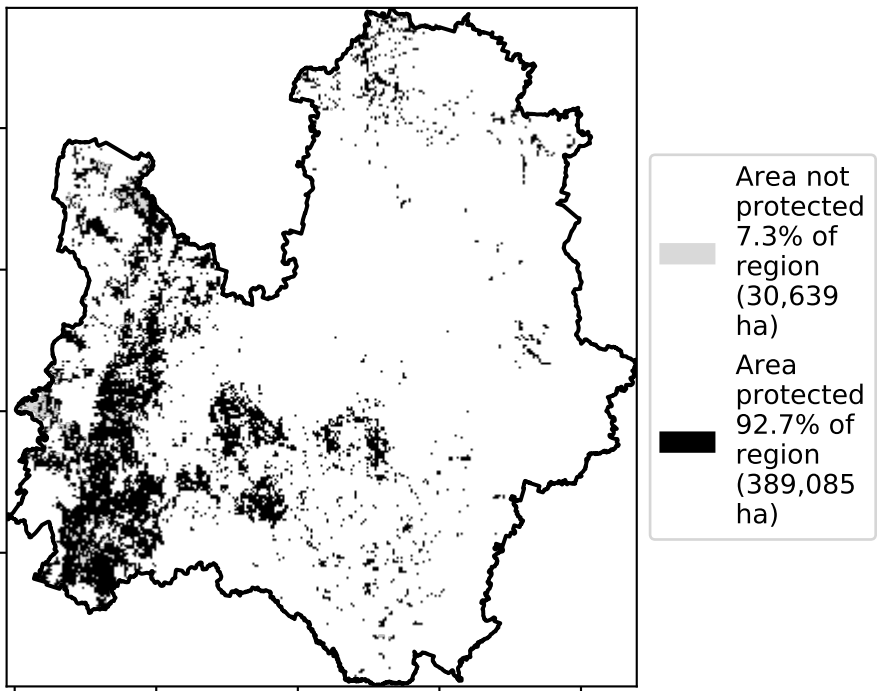 Area not
protected
7.3% of
region
(30,639
ha)
Area
protected
92.7% of
region
(389,085
ha)